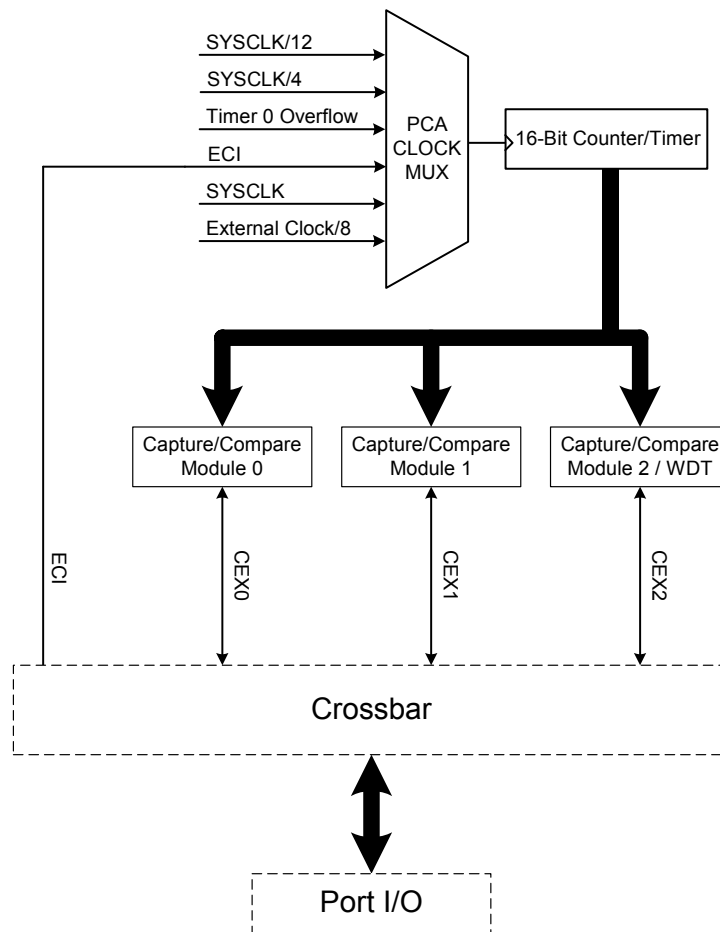 SYSCLK/12
SYSCLK/4
Timer 0 Overflow
ECI
SYSCLK
External Clock/8
PCA
CLOCK
MUX
16-Bit Counter/Timer
Capture/Compare
Module 0
Capture/Compare
Module 1
Capture/Compare
Module 2 / WDT
ECI
CEX0
CEX1
CEX2
Crossbar
Port I/O